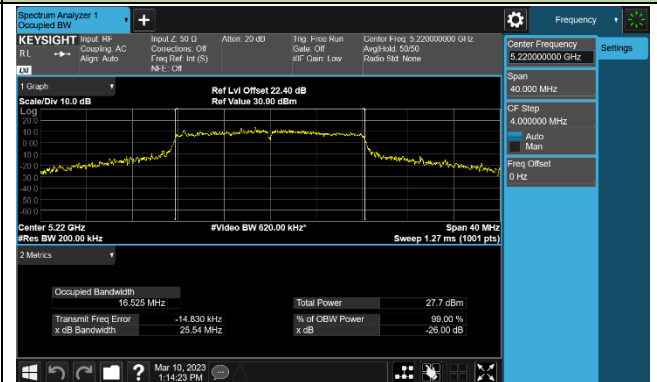 Spectrum Analyzer 1
Occupied BW
Frequency
KEYSIGHT
RL
LXI
Input: RF
Coupling: AC
Align: Auto
Input Z: 50 Ω
Corrections: Off
Freq Ref: Int (S)
NFE: Off
Atten: 20 dB
Trig: Free Run
Gate: Off
#IF Gain: Low
Center Freq: 5.220000000 GHz
Avg|Hold: 50/50
Radio Std: None
Center Frequency
5.220000000 GHz
Settings
Span
40.000 MHz
CF Step
4.000000 MHz
Auto
Man
Freq Offset
0 Hz
1 Graph
Scale/Div 10.0 dB
Ref Lvl Offset 22.40 dB
Ref Value 30.00 dBm
Log
20.0
10.0
0.00
-10.0
-20.0
-30.0
-40.0
-50.0
-60.0
Center 5.22 GHz
#Res BW 200.00 kHz
#Video BW 620.00 kHz*
Span 40 MHz
Sweep 1.27 ms (1001 pts)
2 Metrics
Occupied Bandwidth
16.525 MHz
Total Power 27.7 dBm
Transmit Freq Error -14.830 kHz
% of OBW Power 99.00 %
x dB Bandwidth 25.54 MHz
x dB -26.00 dB
Mar 10, 2023
1:14:23 PM